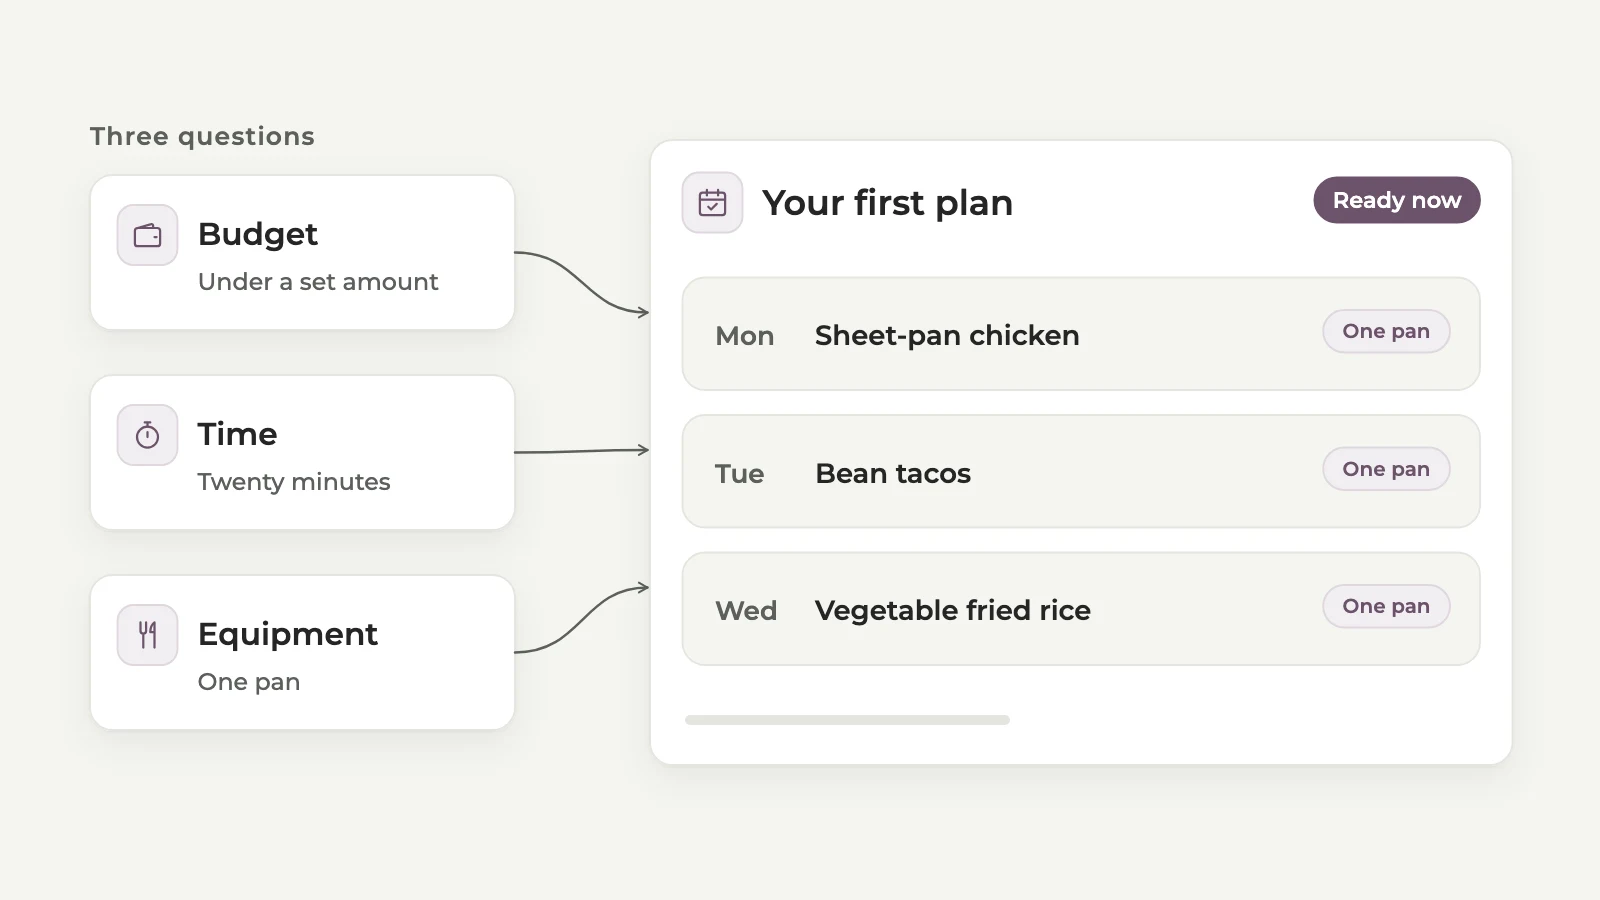 Three questions
Budget
Under a set amount
Time
Twenty minutes
Equipment
One pan
Your first plan
Ready now
Mon
Sheet-pan chicken
One pan
Tue
Bean tacos
One pan
Wed
Vegetable fried rice
One pan